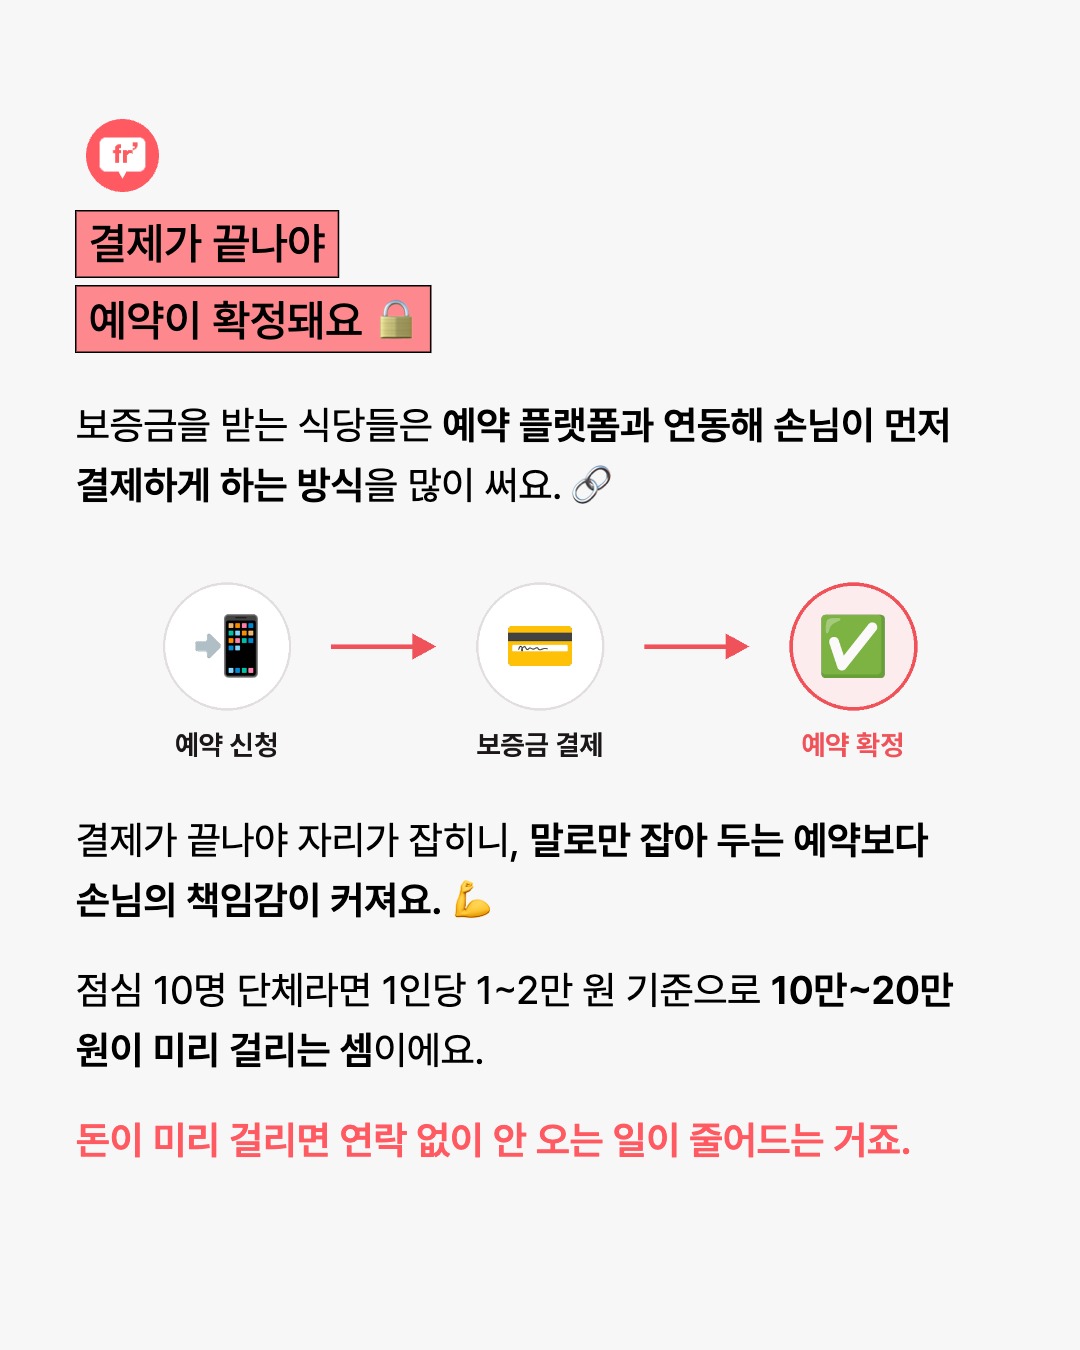 fr’
결제가 끝나야
예약이 확정돼요 🔒
보증금을 받는 식당들은 예약 플랫폼과 연동해 손님이 먼저
결제하게 하는 방식을 많이 써요. 🔗
예약 신청
보증금 결제
예약 확정
결제가 끝나야 자리가 잡히니, 말로만 잡아 두는 예약보다
손님의 책임감이 커져요. 💪
점심 10명 단체라면 1인당 1~2만 원 기준으로 10만~20만
원이 미리 걸리는 셈이에요.
돈이 미리 걸리면 연락 없이 안 오는 일이 줄어드는 거죠.